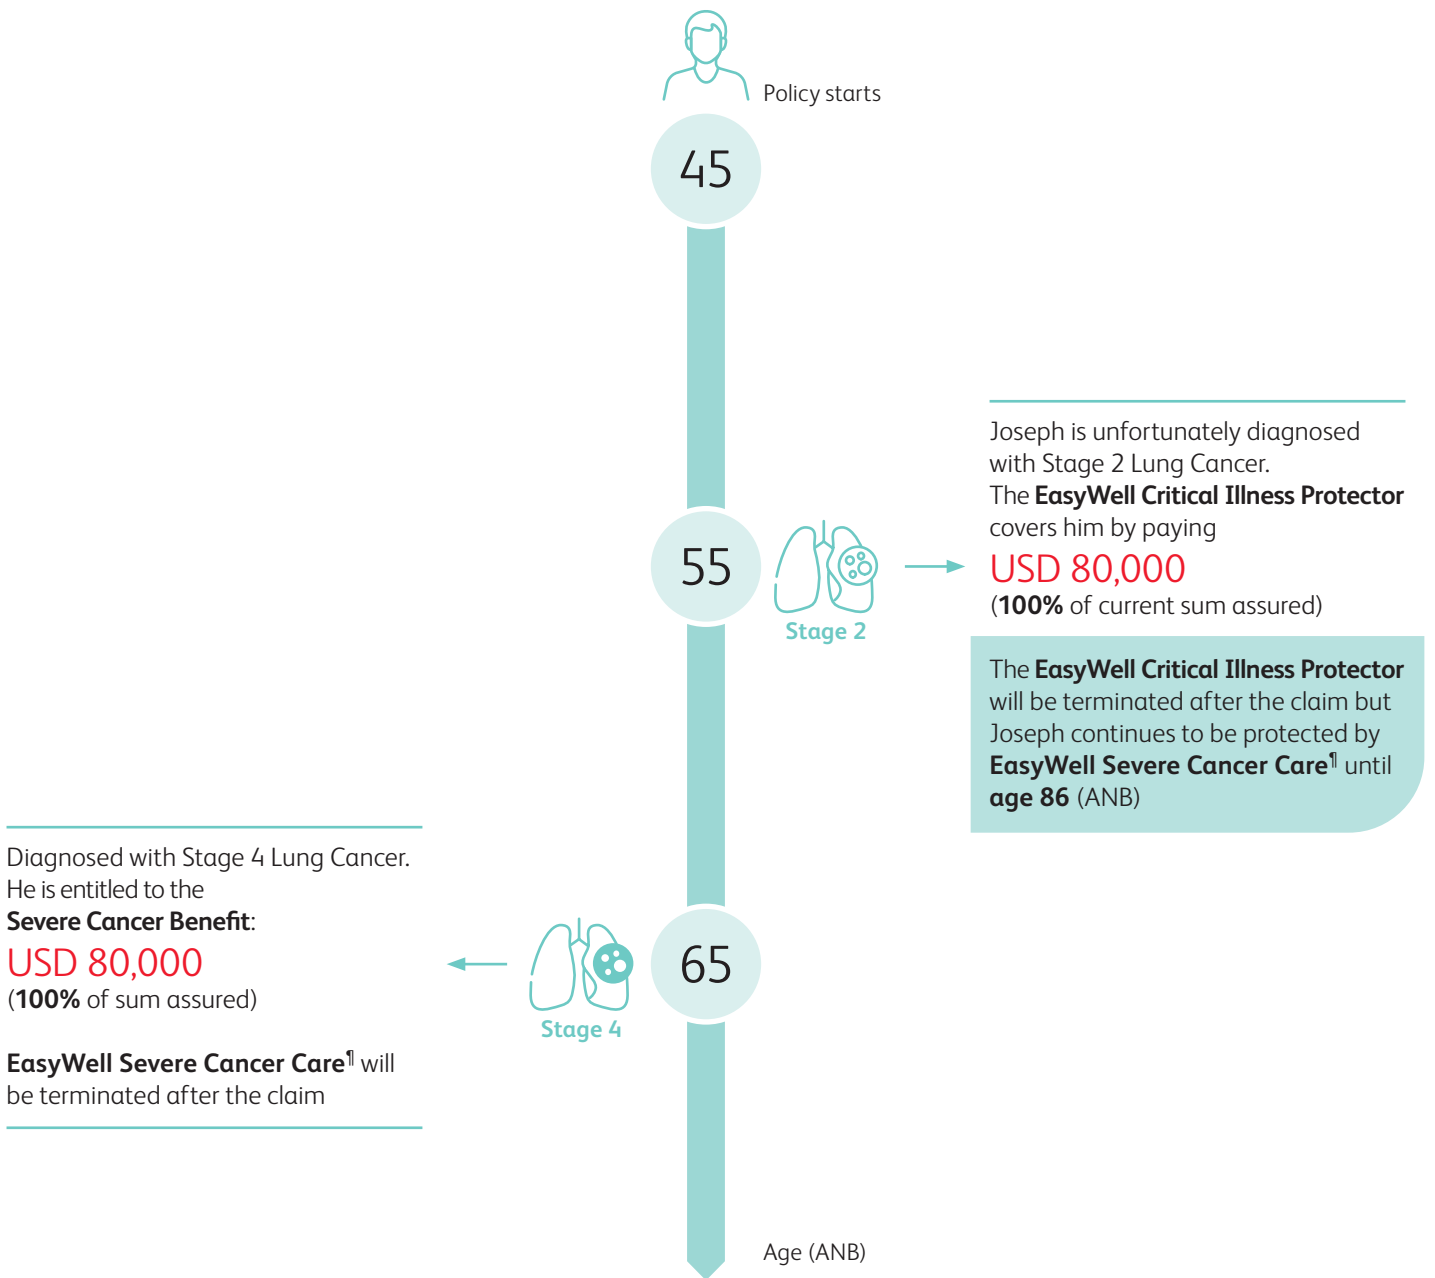 Policy starts
45
55
Stage 2
Joseph is unfortunately diagnosed
with Stage 2 Lung Cancer.
The EasyWell Critical Illness Protector
covers him by paying
USD 80,000
(100% of current sum assured)
The EasyWell Critical Illness Protector
will be terminated after the claim but
Joseph continues to be protected by
EasyWell Severe Cancer Care¶ until
age 86 (ANB)
Diagnosed with Stage 4 Lung Cancer.
He is entitled to the
Severe Cancer Benefit:
USD 80,000
(100% of sum assured)
EasyWell Severe Cancer Care¶ will
be terminated after the claim
Stage 4
65
Age (ANB)